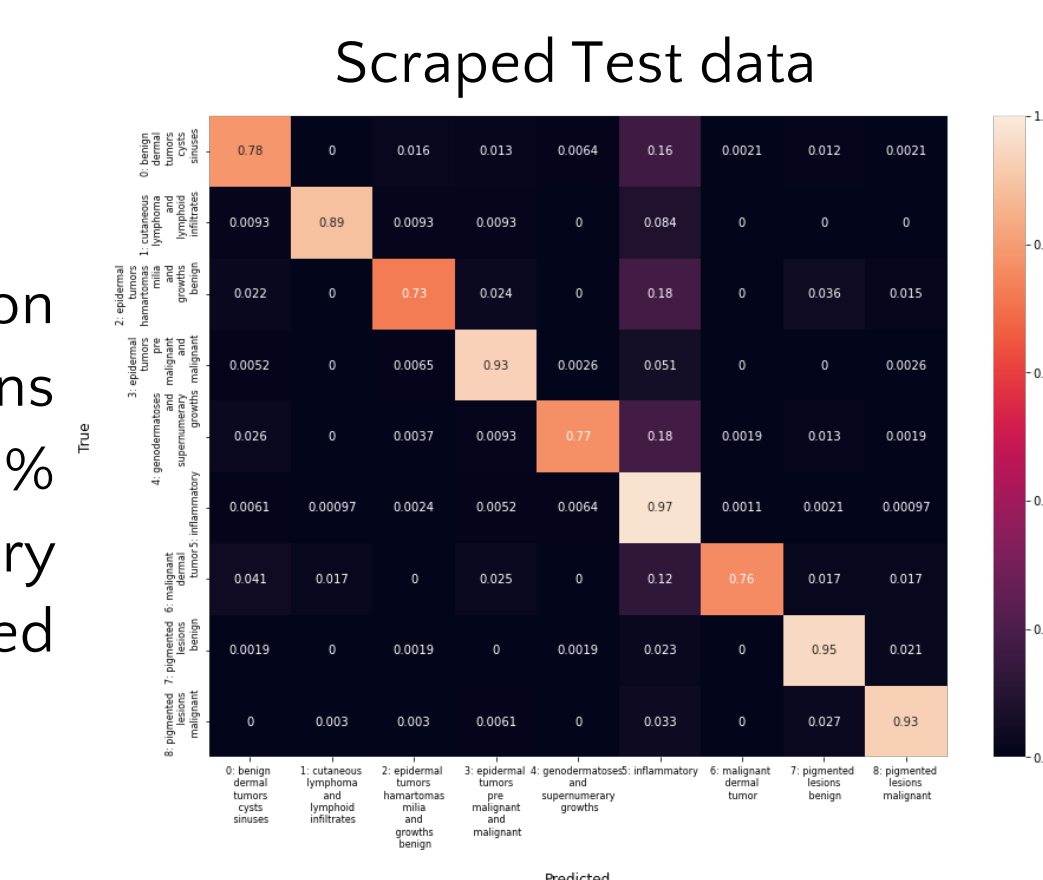 Scraped Test data
on
ns
%
ry
ed
True
0: benign
dermal
tumors
cysts
sinuses
0.78 0 0.016 0.013 0.0064 0.16 0.0021 0.012 0.0021
1: cutaneous
lymphoma
and
lymphoid
infiltrates
0.0093 0.89 0.0093 0.0093 0 0.084 0 0 0
2: epidermal
tumors
hamartomas
milia
and
growths
benign
0.022 0 0.73 0.024 0 0.18 0 0.036 0.015
3: epidermal
tumors
pre
malignant
and
malignant
0.0052 0 0.0065 0.93 0.0026 0.051 0 0 0.0026
4: genodermatoses
and
supernumerary
growths
0.026 0 0.0037 0.0093 0.77 0.18 0.0019 0.013 0.0019
5: inflammatory
0.0061 0.00097 0.0024 0.0052 0.0064 0.97 0.0011 0.0021 0.00097
6: malignant
dermal
tumor
0.041 0.017 0 0.025 0 0.12 0.76 0.017 0.017
7: pigmented
lesions
benign
0.0019 0 0.0019 0 0.0019 0.023 0 0.95 0.021
8: pigmented
lesions
malignant
0 0.003 0.003 0.0061 0 0.033 0 0.027 0.93
0: benign
dermal
tumors
cysts
sinuses
1: cutaneous
lymphoma
and
lymphoid
infiltrates
2: epidermal
tumors
hamartomas
milia
and
growths
benign
3: epidermal
tumors
pre
malignant
and
malignant
4: genodermatoses
and
supernumerary
growths
5: inflammatory
6: malignant
dermal
tumor
7: pigmented
lesions
benign
8: pigmented
lesions
malignant
Predicted
1.
0.
0.
0.
0.
0.